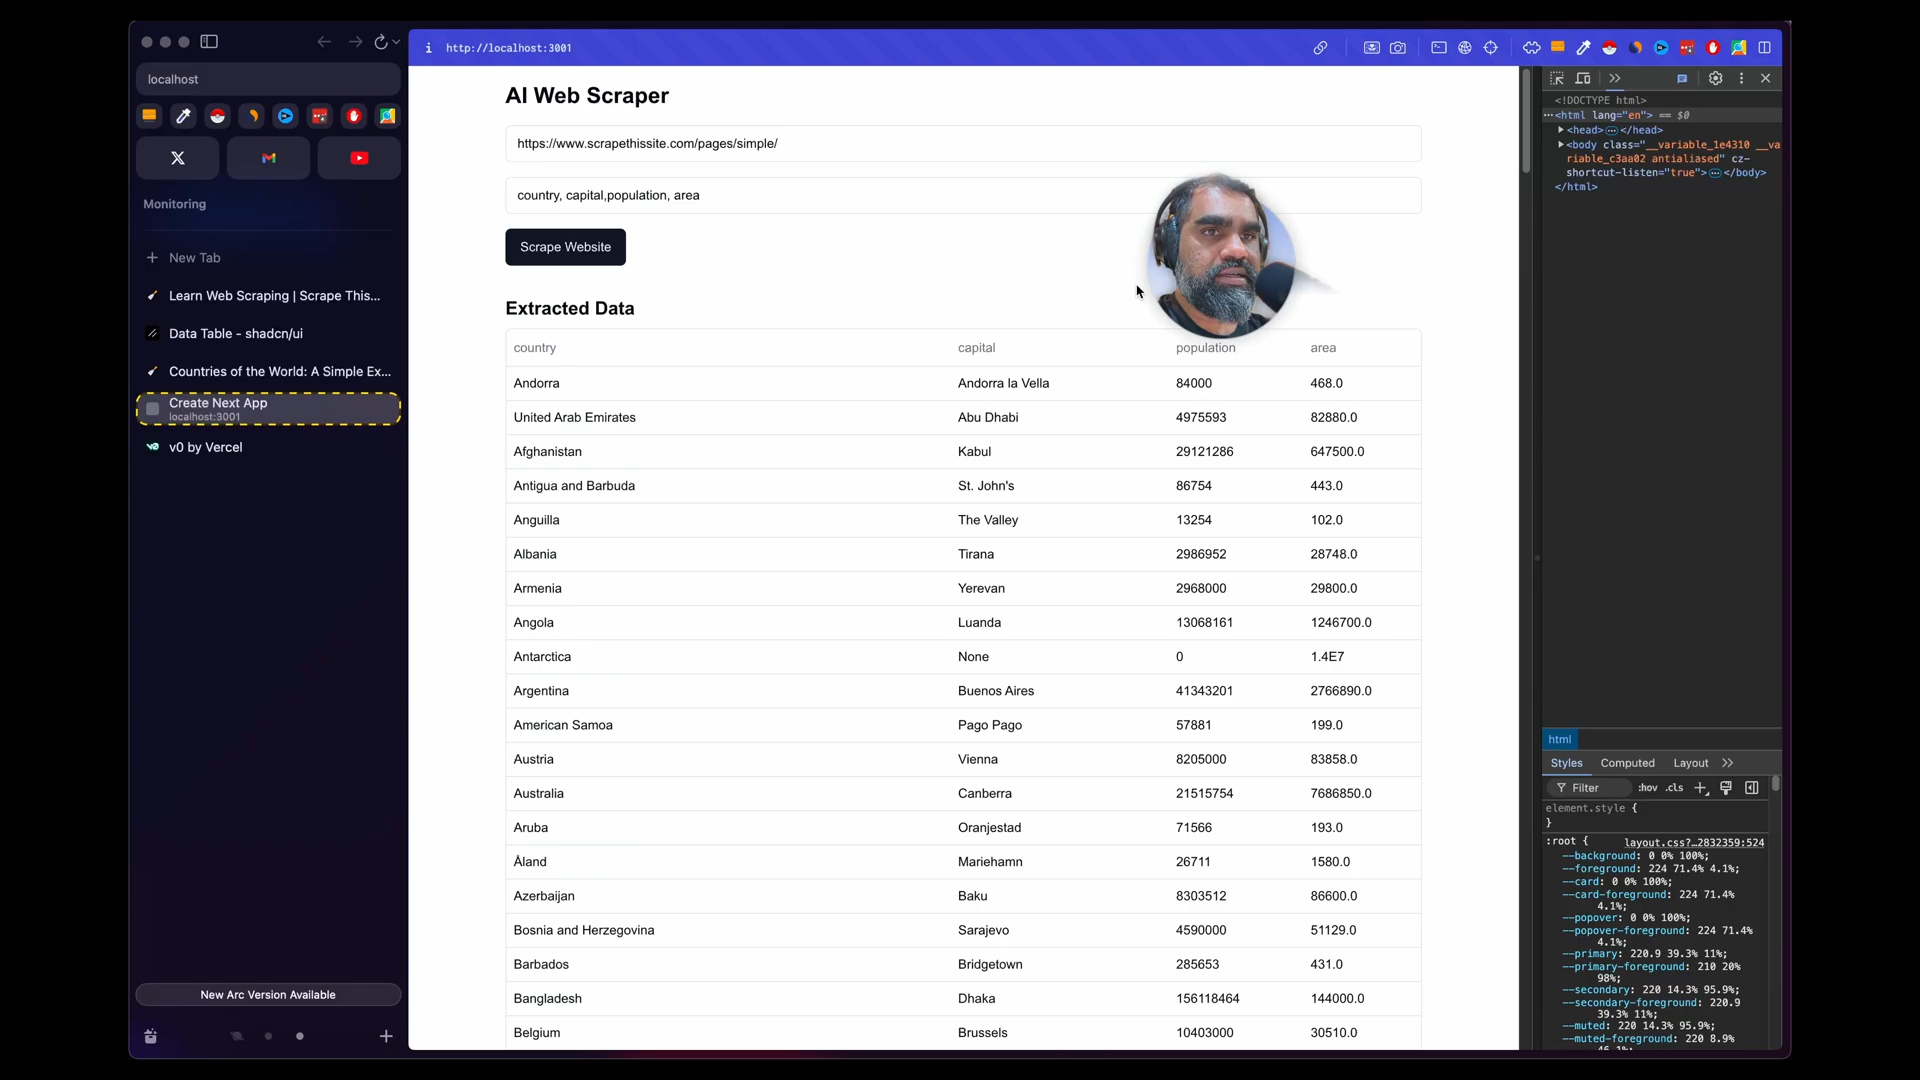 localhost
Monitoring
New Tab
Learn Web Scraping | Scrape This...
Data Table - shadcn/ui
Countries of the World: A Simple Ex...
Create Next App
localhost:3001
v0 by Vercel
New Arc Version Available
http://localhost:3001
AI Web Scraper
https://www.scrapethissite.com/pages/simple/
country, capital,population, area
Scrape Website
Extracted Data
country capital population area
Andorra Andorra la Vella 84000 468.0
United Arab Emirates Abu Dhabi 4975593 82880.0
Afghanistan Kabul 29121286 647500.0
Antigua and Barbuda St. John's 86754 443.0
Anguilla The Valley 13254 102.0
Albania Tirana 2986952 28748.0
Armenia Yerevan 2968000 29800.0
Angola Luanda 13068161 1246700.0
Antarctica None 0 1.4E7
Argentina Buenos Aires 41343201 2766890.0
American Samoa Pago Pago 57881 199.0
Austria Vienna 8205000 83858.0
Australia Canberra 21515754 7686850.0
Aruba Oranjestad 71566 193.0
Åland Mariehamn 26711 1580.0
Azerbaijan Baku 8303512 86600.0
Bosnia and Herzegovina Sarajevo 4590000 51129.0
Barbados Bridgetown 285653 431.0
Bangladesh Dhaka 156118464 144000.0
Belgium Brussels 10403000 30510.0
<!DOCTYPE html>
<html lang="en"> == $0
<head> </head>
<body class="__variable_1e4310 __va
riable_c3aa02 antialiased" cz-
shortcut-listen="true"> </body>
</html>
html
Styles Computed Layout
Filter :hov .cls
element.style {
}
:root { layout.css?…2832359:524
--background: 0 0% 100%;
--foreground: 224 71.4% 4.1%;
--card: 0 0% 100%;
--card-foreground: 224 71.4%
4.1%;
--popover: 0 0% 100%;
--popover-foreground: 224 71.4%
4.1%;
--primary: 220.9 39.3% 11%;
--primary-foreground: 210 20%
98%;
--secondary: 220 14.3% 95.9%;
--secondary-foreground: 220.9
39.3% 11%;
--muted: 220 14.3% 95.9%;
--muted-foreground: 220 8.9%